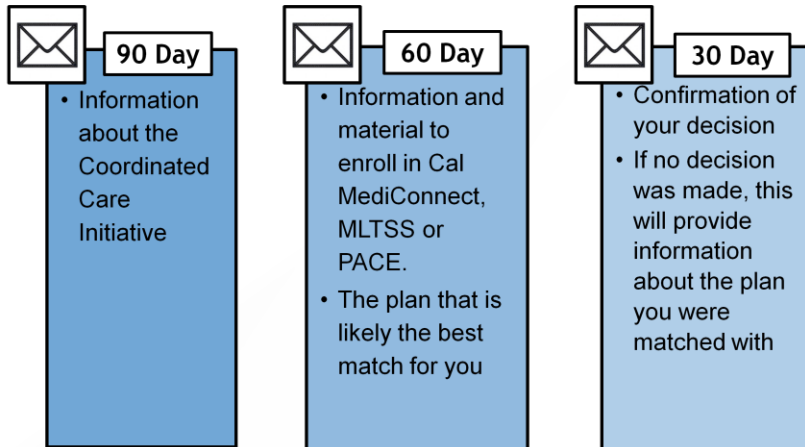 90 Day
• Information
about the
Coordinated
Care
Initiative
60 Day
• Information and
material to
enroll in Cal
MediConnect,
MLTSS or
PACE.
• The plan that is
likely the best
match for you
30 Day
• Confirmation of
your decision
• If no decision
was made, this
will provide
information
about the plan
you were
matched with